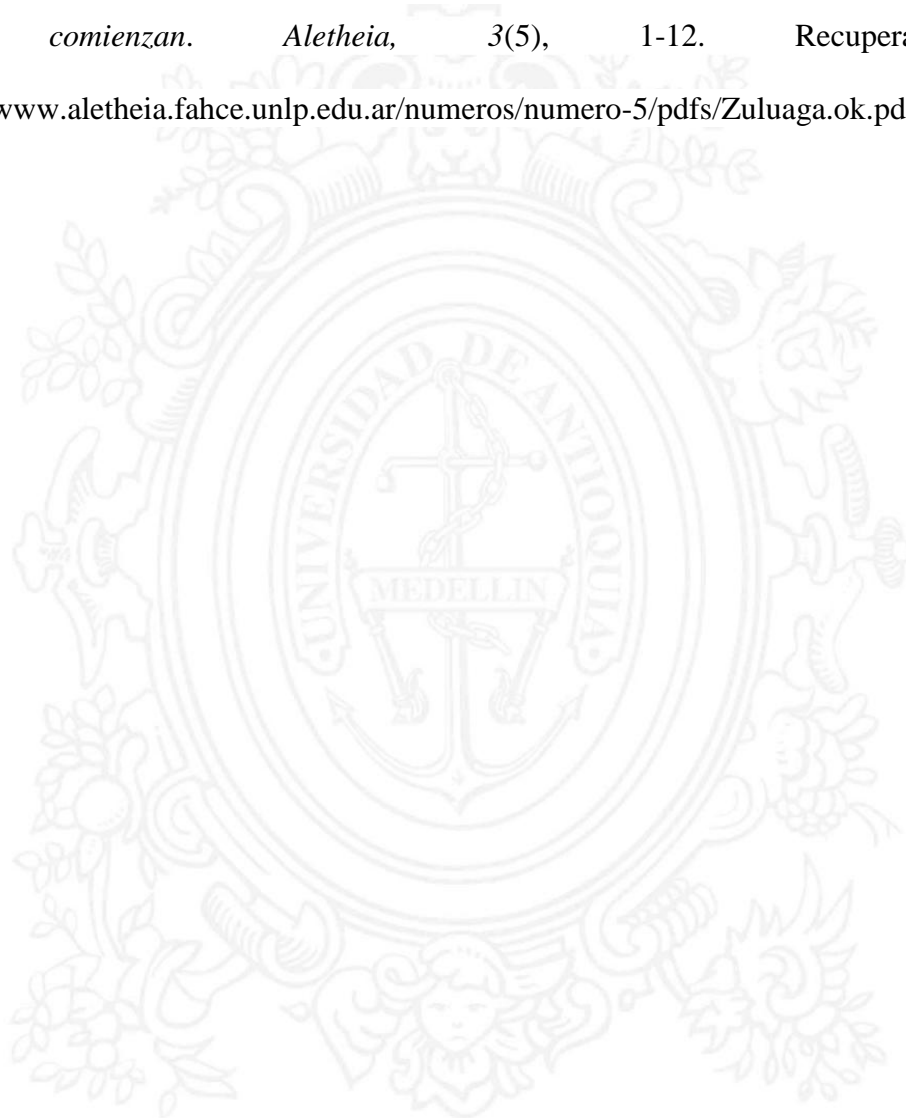 comienzan. Aletheia, 3(5), 1-12. Recupera
www.aletheia.fahce.unlp.edu.ar/numeros/numero-5/pdfs/Zuluaga.ok.pd
UNIVERSIDAD DE ANTIOQUIA
MEDELLIN